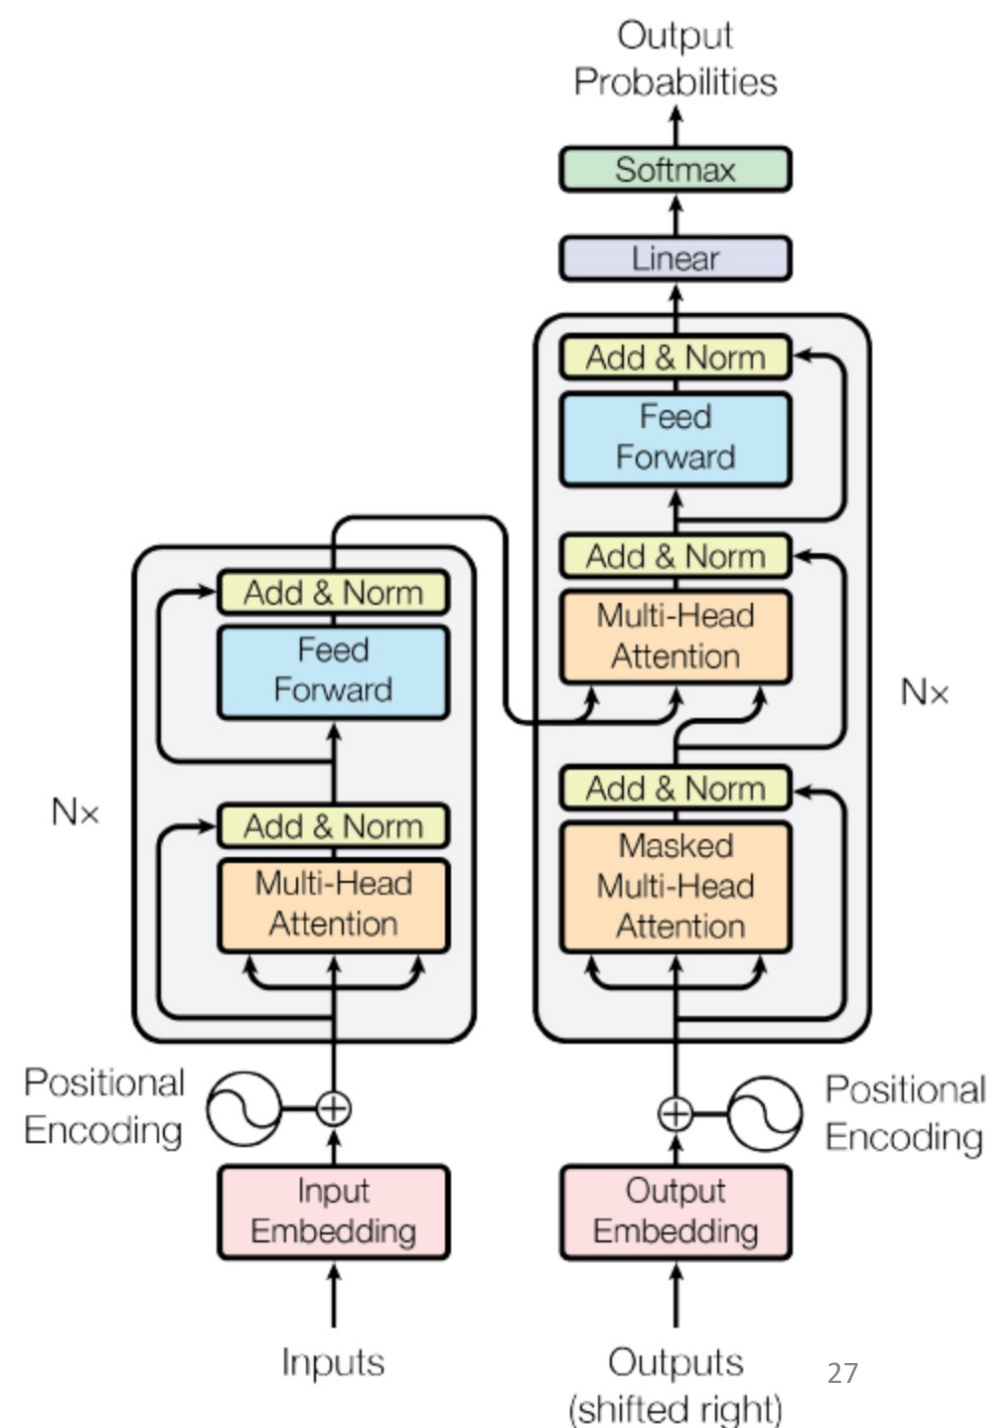 Output
Probabilities
Softmax
Linear
Add & Norm
Feed
Forward
Add & Norm
Multi-Head
Attention
Nx
Add & Norm
Masked
Multi-Head
Attention
Add & Norm
Feed
Forward
Nx
Add & Norm
Multi-Head
Attention
Positional
Encoding
Positional
Encoding
Input
Embedding
Output
Embedding
Inputs
Outputs
(shifted right)
27